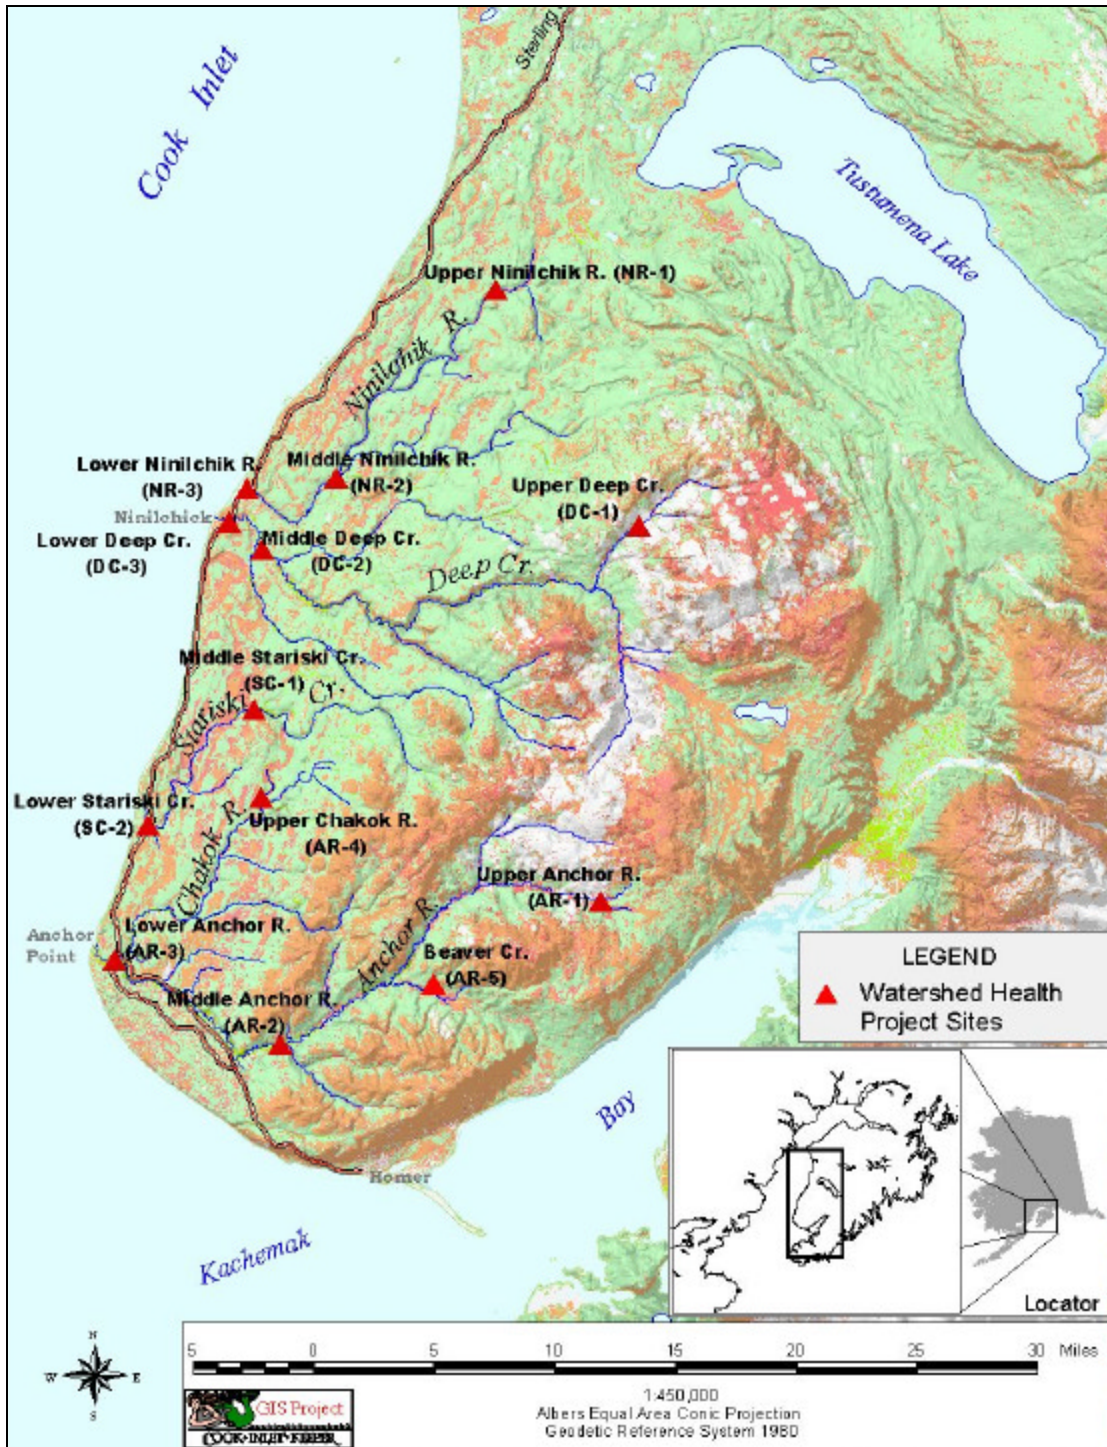 Sterling
Cook Inlet
Tustumena Lake
Upper Ninilchik R. (NR-1)
Ninilchik R.
Lower Ninilchik R.
(NR-3)
Middle Ninilchik R.
(NR-2)
Upper Deep Cr.
(DC-1)
Ninilchick
Lower Deep Cr.
(DC-3)
Middle Deep Cr.
(DC-2)
Deep Cr.
Middle Stariski Cr.
(SC-1)
Stariski Cr.
Lower Stariski Cr.
(SC-2)
Upper Chakok R.
(AR-4)
Chakok R.
Upper Anchor R.
(AR-1)
Lower Anchor R.
(AR-3)
Anchor
Point
Anchor R.
Beaver Cr.
(AR-5)
Middle Anchor R.
(AR-2)
LEGEND
Watershed Health
Project Sites
Bay
Homer
Kachemak
Locator
N
W E
S
5 0 5 10 15 20 25 30 Miles
1:450,000
Albers Equal Area Conic Projection
Geodetic Reference System 1980
GIS Project
COOK INLET KEEPER